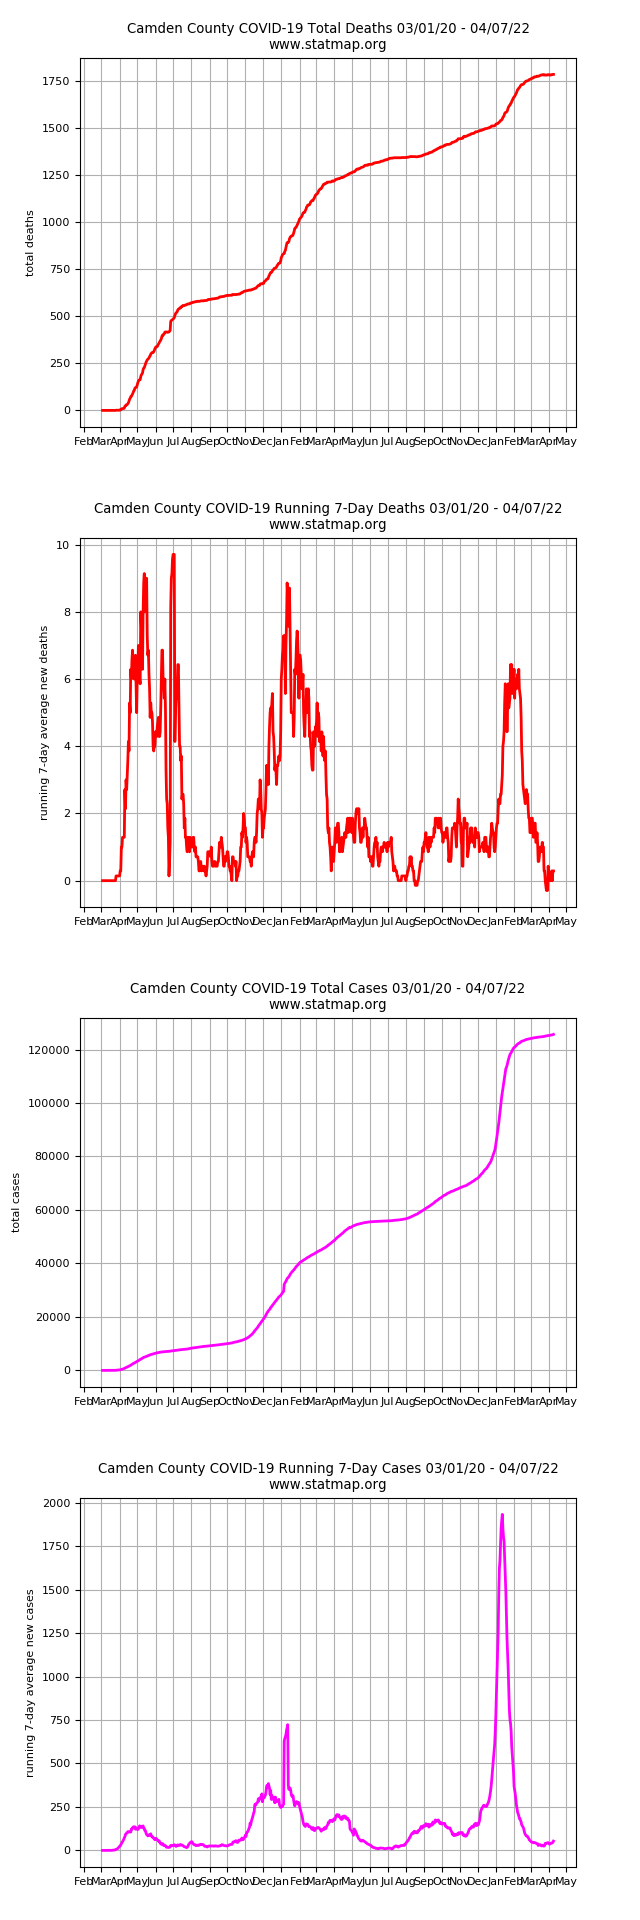 Camden County COVID-19 Total Deaths 03/01/20 - 04/07/22
www.statmap.org
1750
1500
1250
1000
750
500
250
0
total deaths
Feb Mar Apr May Jun Jul Aug Sep Oct Nov Dec Jan Feb Mar Apr May Jun Jul Aug Sep Oct Nov Dec Jan Feb Mar Apr May
Camden County COVID-19 Running 7-Day Deaths 03/01/20 - 04/07/22
www.statmap.org
10
8
6
4
2
0
running 7-day average new deaths
Feb Mar Apr May Jun Jul Aug Sep Oct Nov Dec Jan Feb Mar Apr May Jun Jul Aug Sep Oct Nov Dec Jan Feb Mar Apr May
Camden County COVID-19 Total Cases 03/01/20 - 04/07/22
www.statmap.org
120000
100000
80000
60000
40000
20000
0
total cases
Feb Mar Apr May Jun Jul Aug Sep Oct Nov Dec Jan Feb Mar Apr May Jun Jul Aug Sep Oct Nov Dec Jan Feb Mar Apr May
Camden County COVID-19 Running 7-Day Cases 03/01/20 - 04/07/22
www.statmap.org
2000
1750
1500
1250
1000
750
500
250
0
running 7-day average new cases
Feb Mar Apr May Jun Jul Aug Sep Oct Nov Dec Jan Feb Mar Apr May Jun Jul Aug Sep Oct Nov Dec Jan Feb Mar Apr May